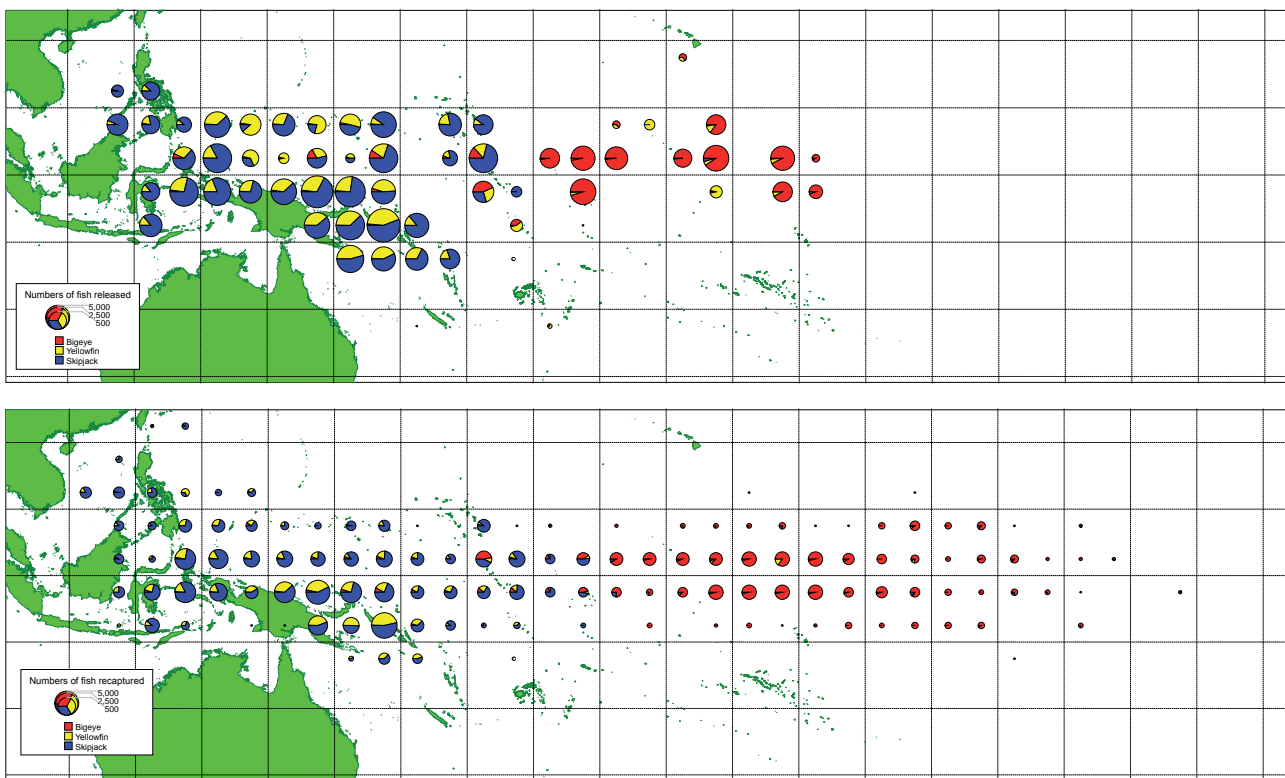 Numbers of fish released
5,000
2,500
500
Bigeye
Yellowfin
Skipjack
Numbers of fish recaptured
5,000
2,500
500
Bigeye
Yellowfin
Skipjack